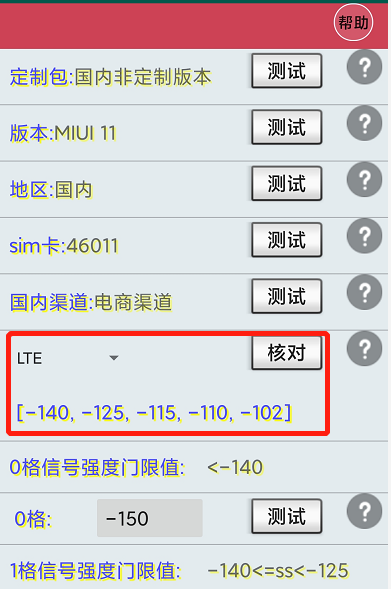 帮助
定制包:国内非定制版本 测试 ?
版本:MIUI 11 测试 ?
地区:国内 测试 ?
sim卡:46011 测试 ?
国内渠道:电商渠道 测试 ?
LTE 核对 ?
[-140, -125, -115, -110, -102]
0格信号强度门限值: <-140
0格: -150 测试 ?
1格信号强度门限值: -140<=ss<-125